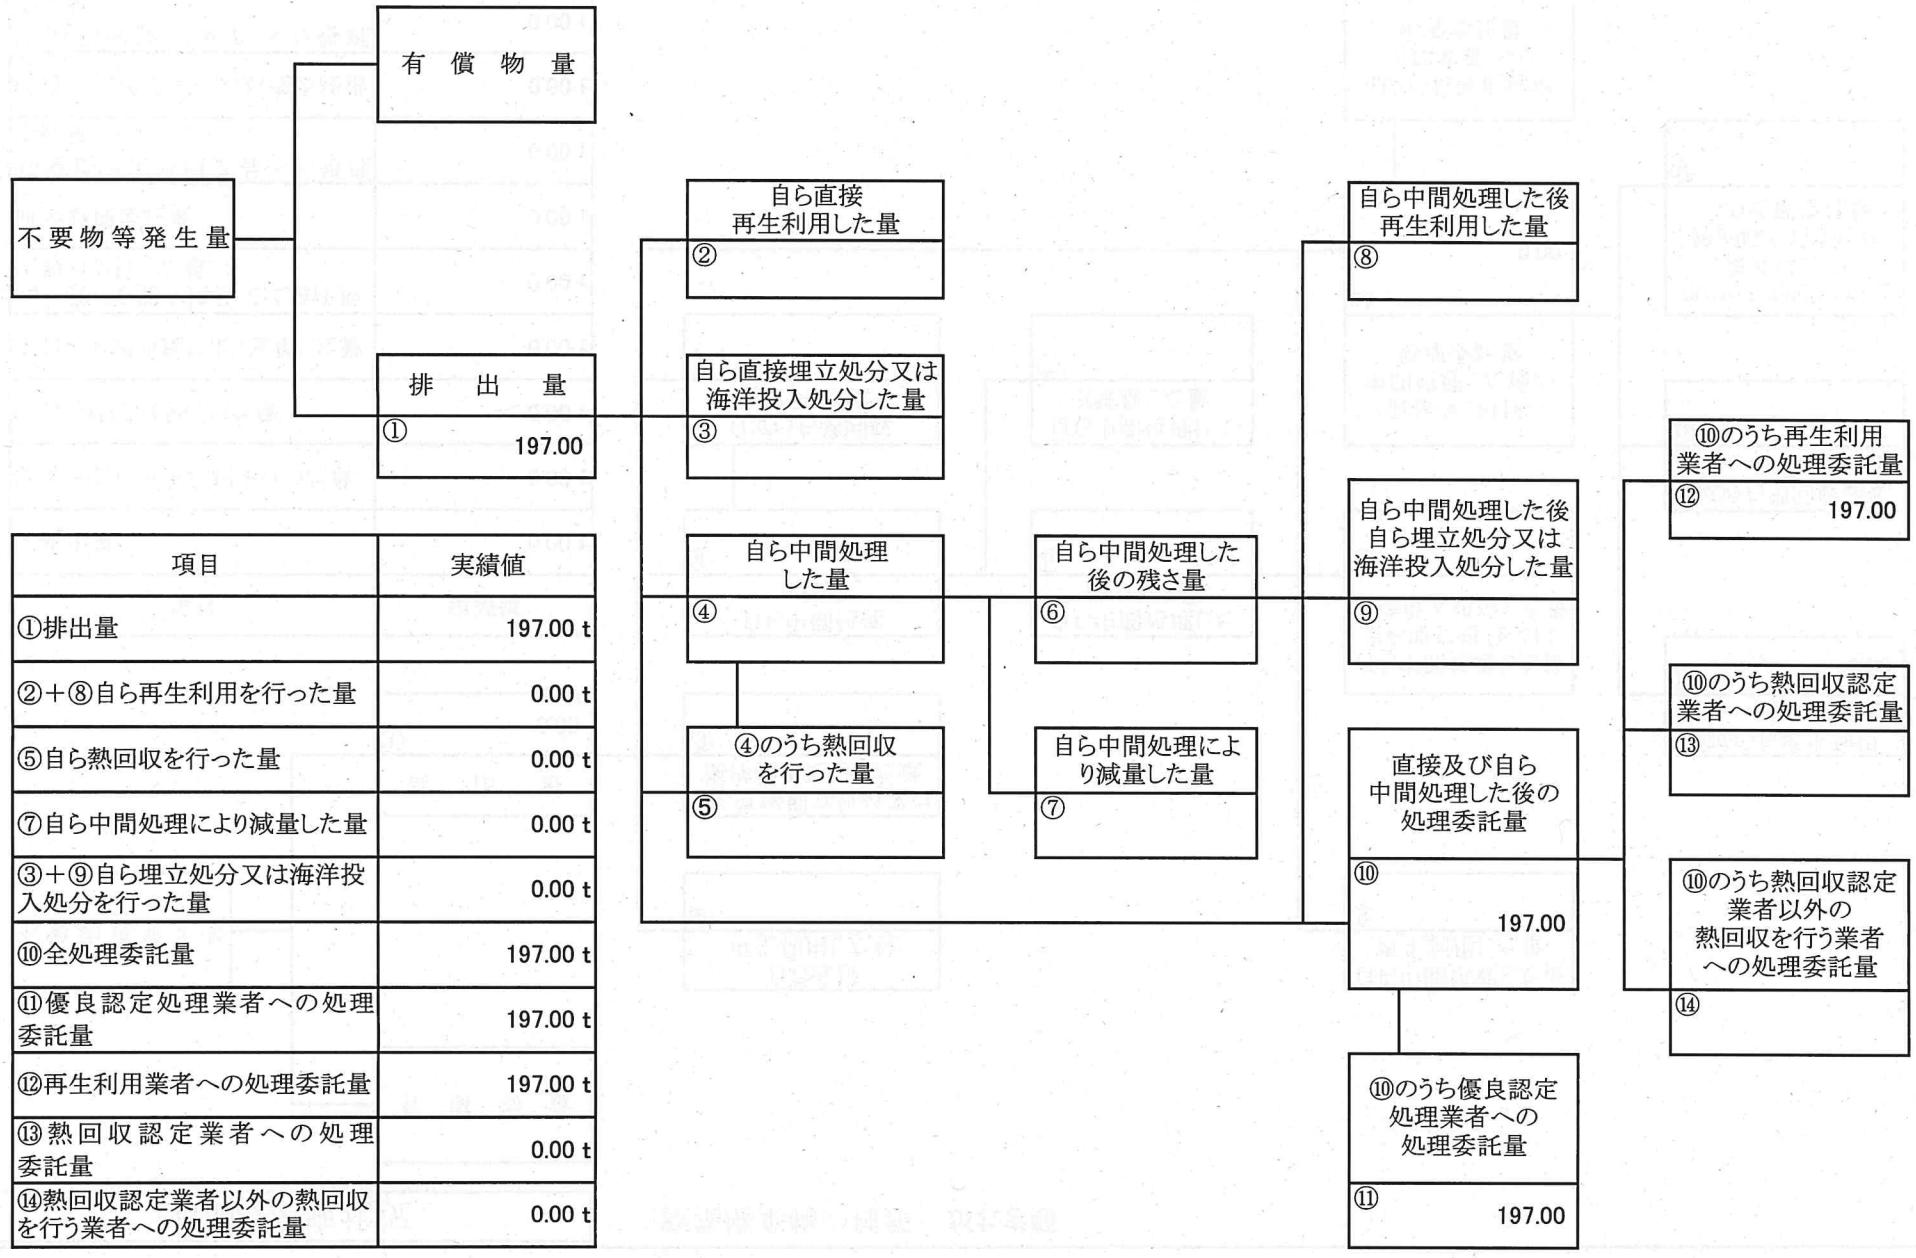 有償物量
不要物等発生量
排出量
①
197.00
自ら直接
再生利用した量
②
自ら直接埋立処分又は
海洋投入処分した量
③
自ら中間処理
した量
④
④のうち熱回収
を行った量
⑤
自ら中間処理した
後の残さ量
⑥
自ら中間処理によ
り減量した量
⑦
自ら中間処理した後
再生利用した量
⑧
自ら中間処理した後
自ら埋立処分又は
海洋投入処分した量
⑨
直接及び自ら
中間処理した後の
処理委託量
⑩
197.00
⑩のうち優良認定
処理業者への
処理委託量
⑪
197.00
⑩のうち再生利用
業者への処理委託量
⑫
197.00
⑩のうち熱回収認定
業者への処理委託量
⑬
⑩のうち熱回収認定
業者以外の
熱回収を行う業者
への処理委託量
⑭
項目 実績値
①排出量 197.00 t
②+⑧自ら再生利用を行った量 0.00 t
⑤自ら熱回収を行った量 0.00 t
⑦自ら中間処理により減量した量 0.00 t
③+⑨自ら埋立処分又は海洋投
入処分を行った量 0.00 t
⑩全処理委託量 197.00 t
⑪優良認定処理業者への処理
委託量 197.00 t
⑫再生利用業者への処理委託量 197.00 t
⑬熱回収認定業者への処理
委託量 0.00 t
⑭熱回収認定業者以外の熱回収
を行う業者への処理委託量 0.00 t